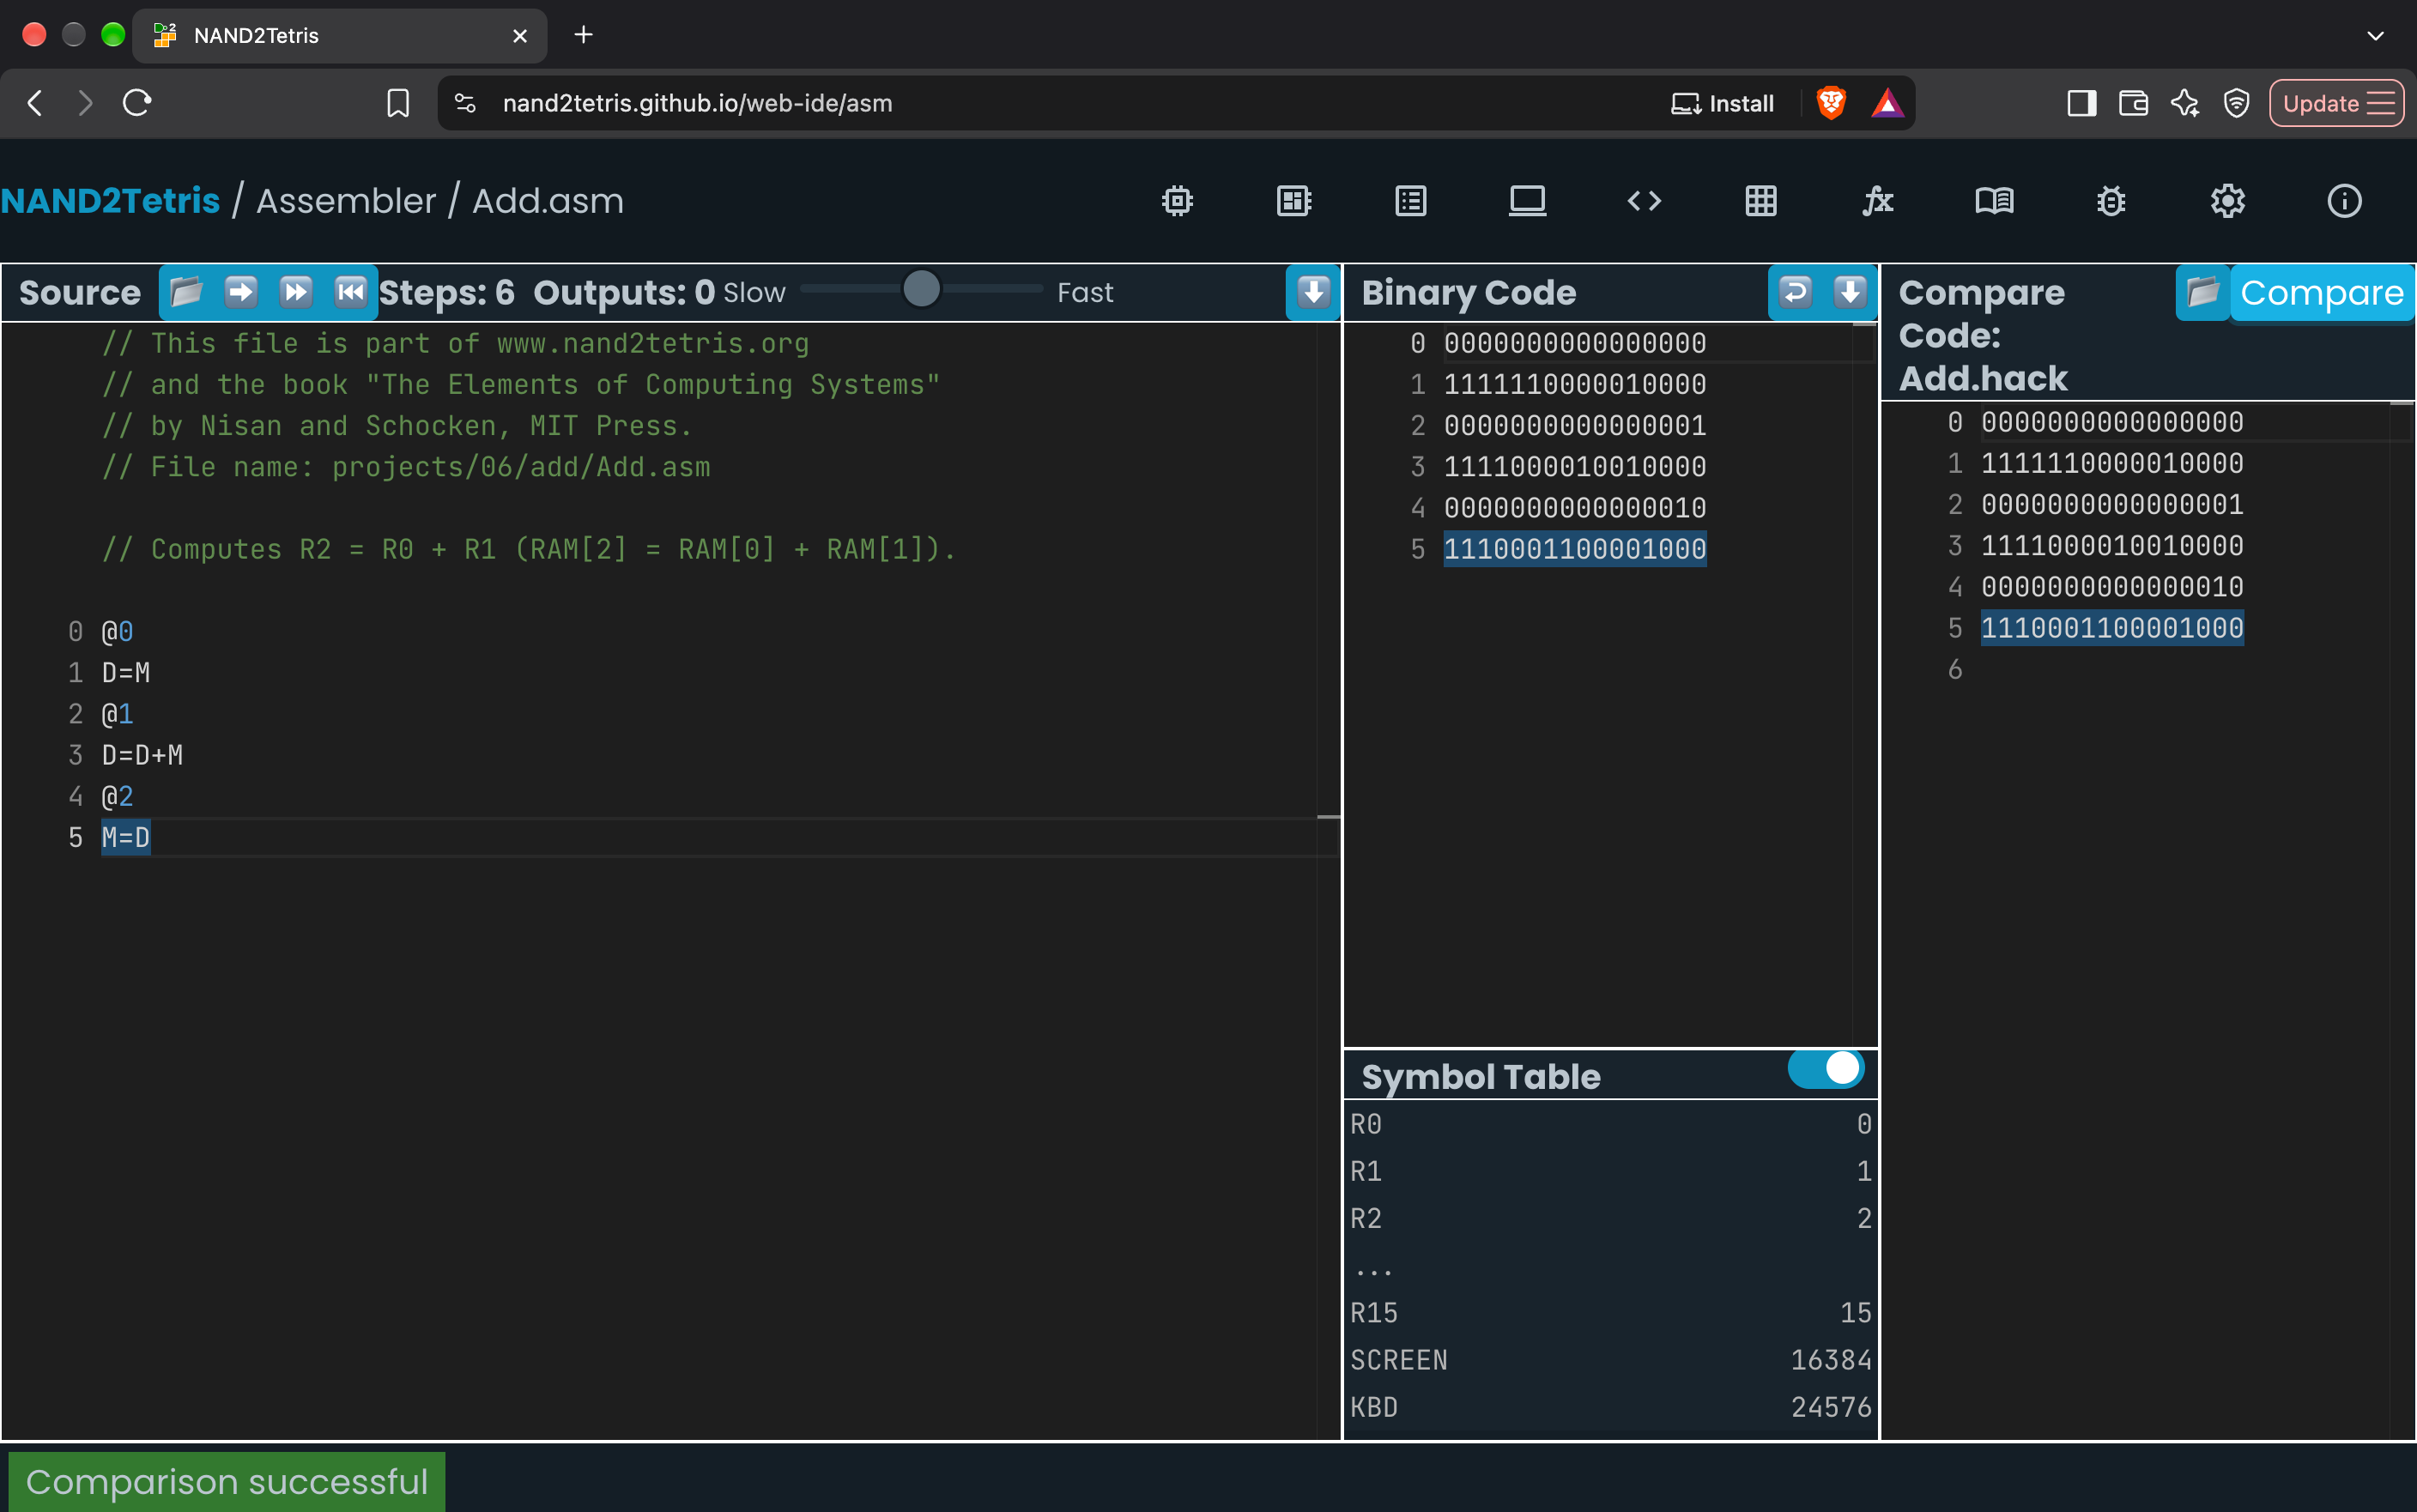 NAND2Tetris
nand2tetris.github.io/web-ide/asm
Install
Update
NAND2Tetris / Assembler / Add.asm
Source
Steps: 6 Outputs: 0 Slow Fast
// This file is part of www.nand2tetris.org
// and the book "The Elements of Computing Systems"
// by Nisan and Schocken, MIT Press.
// File name: projects/06/add/Add.asm
// Computes R2 = R0 + R1 (RAM[2] = RAM[0] + RAM[1]).
0 @0
1 D=M
2 @1
3 D=D+M
4 @2
5 M=D
Binary Code
0 0000000000000000
1 1111110000010000
2 0000000000000001
3 1111000010010000
4 0000000000000010
5 1110001100001000
Symbol Table
R0 0
R1 1
R2 2
...
R15 15
SCREEN 16384
KBD 24576
Compare
Code:
Add.hack
Compare
0 0000000000000000
1 1111110000010000
2 0000000000000001
3 1111000010010000
4 0000000000000010
5 1110001100001000
6
Comparison successful